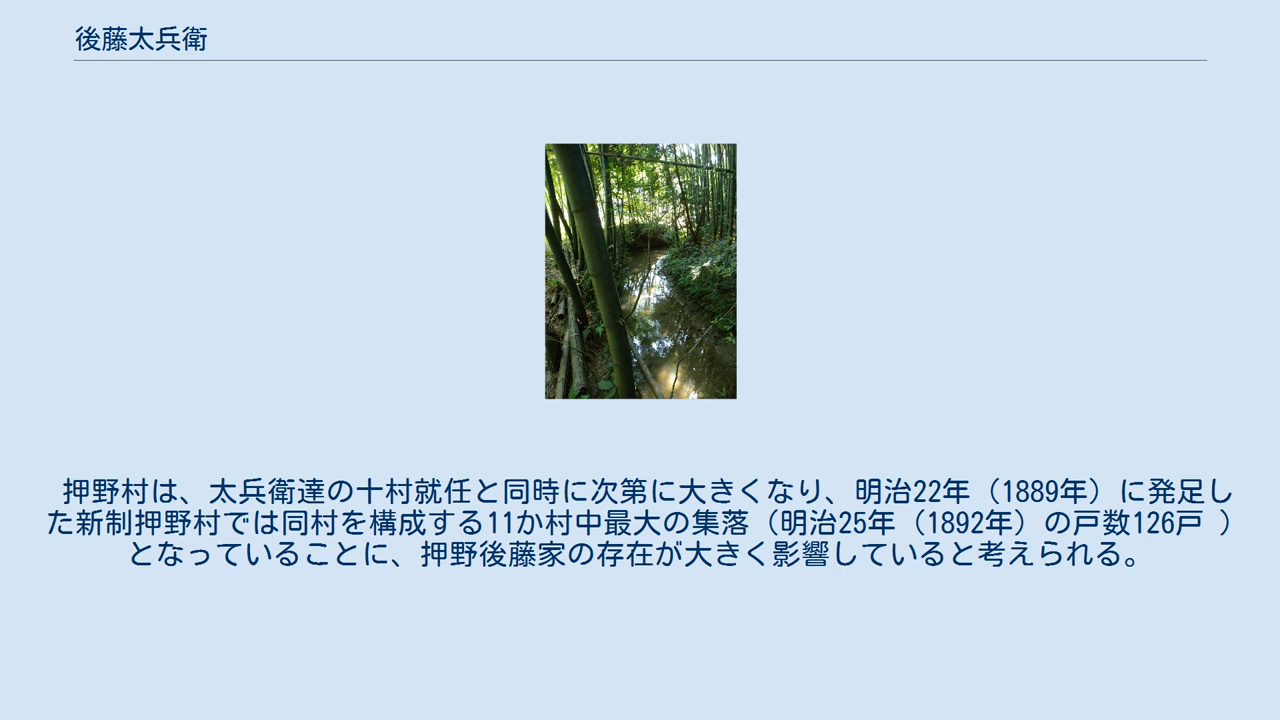 後藤太兵衛
押野村は、太兵衛達の十村就任と同時に次第に大きくなり、明治22年（1889年）に発足し
た新制押野村では同村を構成する11か村中最大の集落（明治25年（1892年）の戸数126戸 ）
となっていることに、押野後藤家の存在が大きく影響していると考えられる。